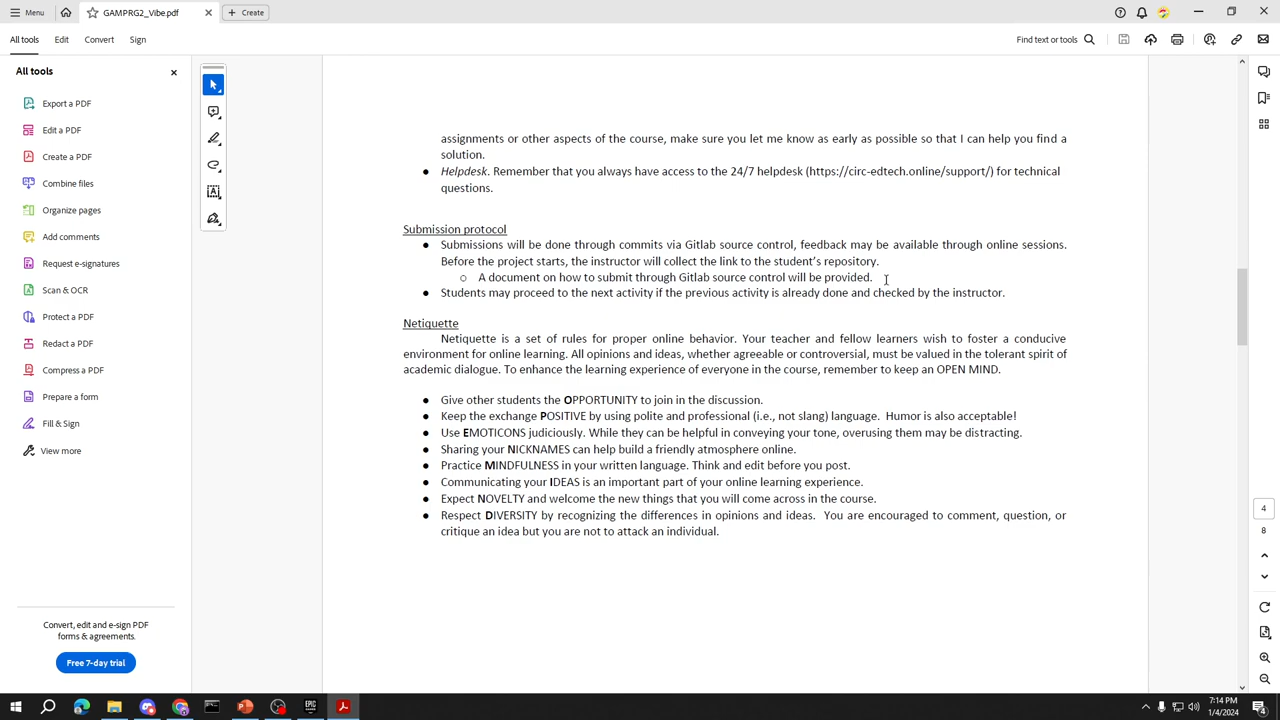 Menu
GAMPRG2_Vibe.pdf
Create
All tools
Edit
Convert
Sign
Find text or tools
All tools
Export a PDF
Edit a PDF
Create a PDF
Combine files
Organize pages
Add comments
Request e-signatures
Scan & OCR
Protect a PDF
Redact a PDF
Compress a PDF
Prepare a form
Fill & Sign
View more
Convert, edit and e-sign PDF
forms & agreements.
Free 7-day trial
assignments or other aspects of the course, make sure you let me know as early as possible so that I can help you find a
solution.
● Helpdesk. Remember that you always have access to the 24/7 helpdesk (https://circ-edtech.online/support/) for technical
questions.
Submission protocol
● Submissions will be done through commits via Gitlab source control, feedback may be available through online sessions.
Before the project starts, the instructor will collect the link to the student’s repository.
○ A document on how to submit through Gitlab source control will be provided.
● Students may proceed to the next activity if the previous activity is already done and checked by the instructor.
Netiquette
Netiquette is a set of rules for proper online behavior. Your teacher and fellow learners wish to foster a conducive
environment for online learning. All opinions and ideas, whether agreeable or controversial, must be valued in the tolerant spirit of
academic dialogue. To enhance the learning experience of everyone in the course, remember to keep an OPEN MIND.
● Give other students the OPPORTUNITY to join in the discussion.
● Keep the exchange POSITIVE by using polite and professional (i.e., not slang) language. Humor is also acceptable!
● Use EMOTICONS judiciously. While they can be helpful in conveying your tone, overusing them may be distracting.
● Sharing your NICKNAMES can help build a friendly atmosphere online.
● Practice MINDFULNESS in your written language. Think and edit before you post.
● Communicating your IDEAS is an important part of your online learning experience.
● Expect NOVELTY and welcome the new things that you will come across in the course.
● Respect DIVERSITY by recognizing the differences in opinions and ideas. You are encouraged to comment, question, or
critique an idea but you are not to attack an individual.
4
8
EPIC
7:14 PM
1/4/2024
4